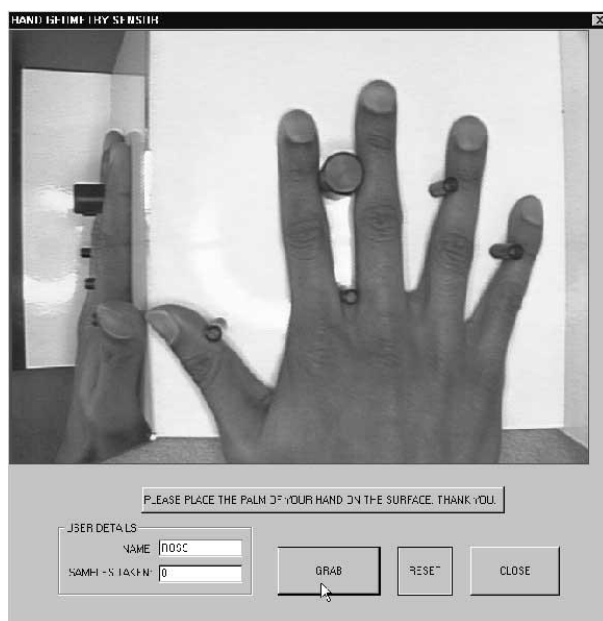 HAND GEOMETRY SENSOR
PLEASE PLACE THE PALM OF YOUR HAND ON THE SURFACE. THANK YOU.
USER DETAILS
NAME
SAMPLES TAKEN: 0
GRAB
RESET
CLOSE